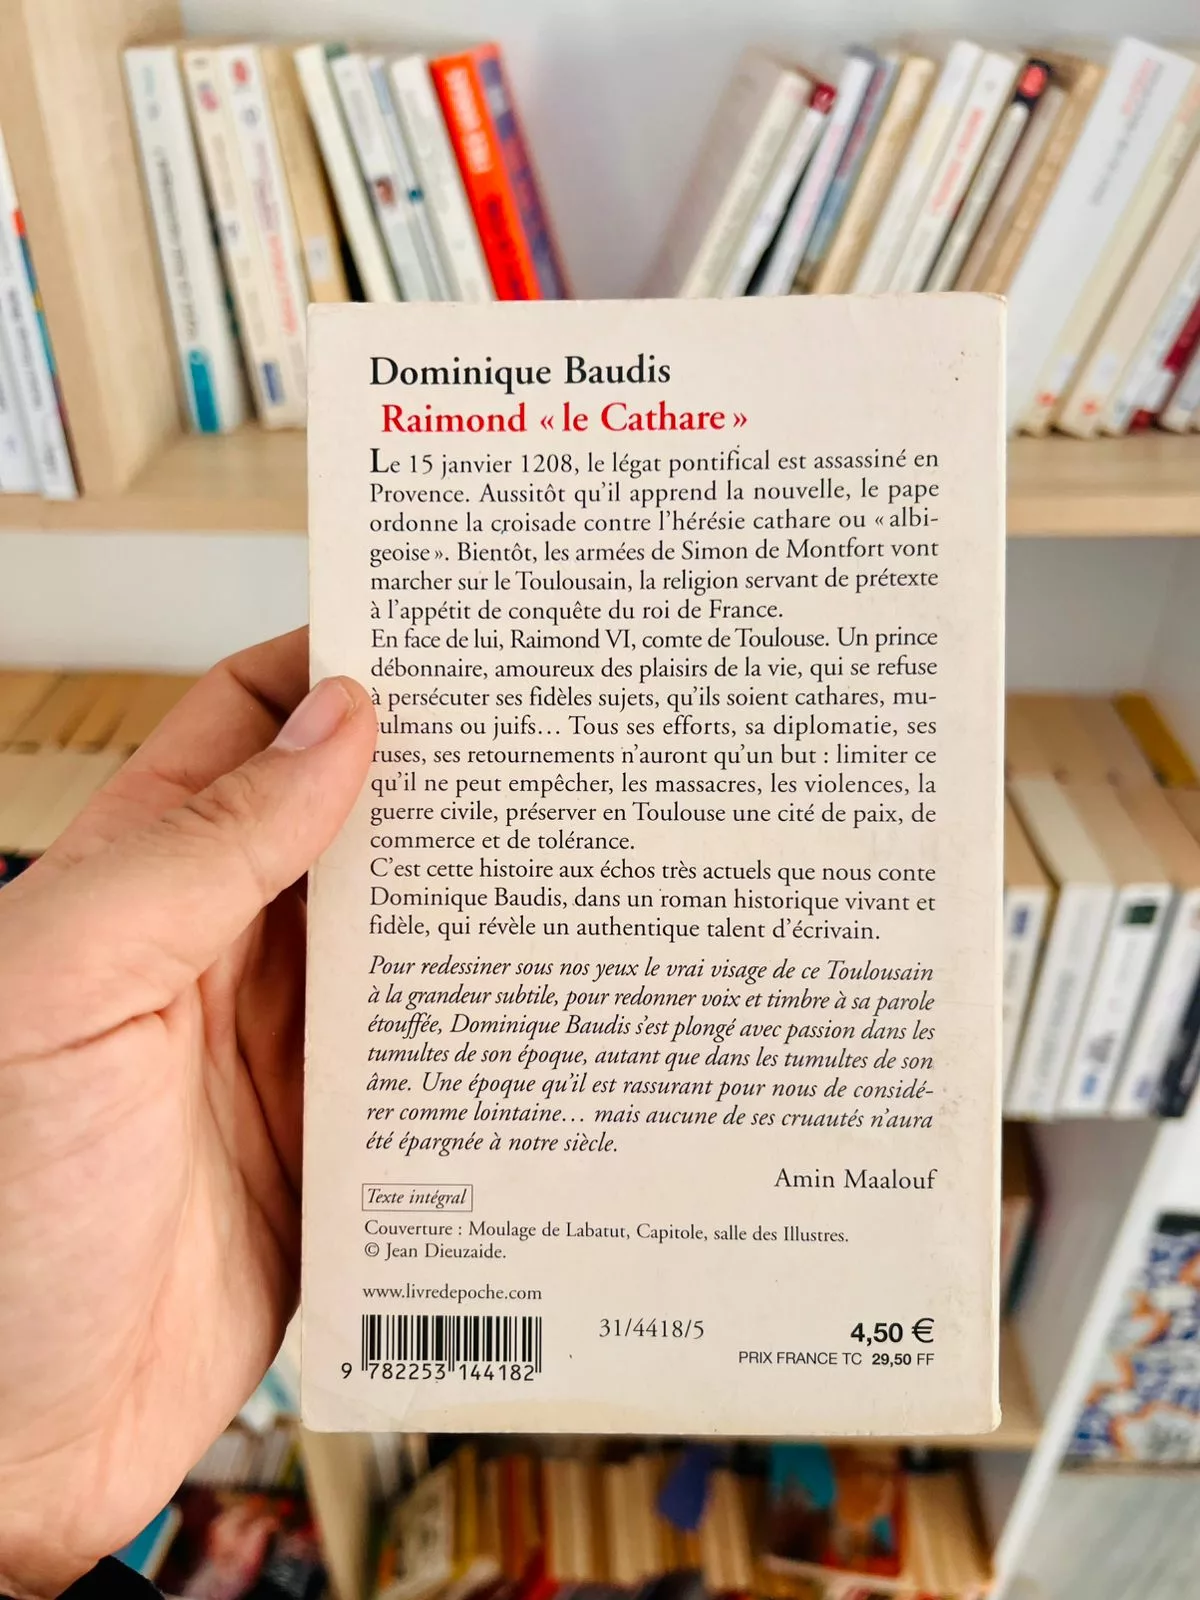 Dominique Baudis
Raimond « le Cathare »
Le 15 janvier 1208, le légat pontifical est assassiné en
Provence. Aussitôt qu'il apprend la nouvelle, le pape
ordonne la croisade contre l'hérésie cathare ou « albi-
geoise ». Bientôt, les armées de Simon de Montfort vont
marcher sur le Toulousain, la religion servant de prétexte
à l'appétit de conquête du roi de France.
En face de lui, Raimond VI, comte de Toulouse. Un prince
débonnaire, amoureux des plaisirs de la vie, qui se refuse
à persécuter ses fidèles sujets, qu'ils soient cathares, mu-
sulmans ou juifs... Tous ses efforts, sa diplomatie, ses
ruses, ses retournements n'auront qu'un but : limiter ce
qu'il ne peut empêcher, les massacres, les violences, la
guerre civile, préserver en Toulouse une cité de paix, de
commerce et de tolérance.
C'est cette histoire aux échos très actuels que nous conte
Dominique Baudis, dans un roman historique vivant et
fidèle, qui révèle un authentique talent d'écrivain.
Pour redessiner sous nos yeux le vrai visage de ce Toulousain
à la grandeur subtile, pour redonner voix et timbre à sa parole
étouffée, Dominique Baudis s'est plongé avec passion dans les
tumultes de son époque, autant que dans les tumultes de son
âme. Une époque qu'il est rassurant pour nous de considé-
rer comme lointaine... mais aucune de ses cruautés n'aura
été épargnée à notre siècle.
Amin Maalouf
Texte intégral
Couverture : Moulage de Labatut, Capitole, salle des Illustres.
© Jean Dieuzaide.
www.livredepoche.com
31/4418/5
4,50 €
PRIX FRANCE TC 29,50 FF
9 782253 144182